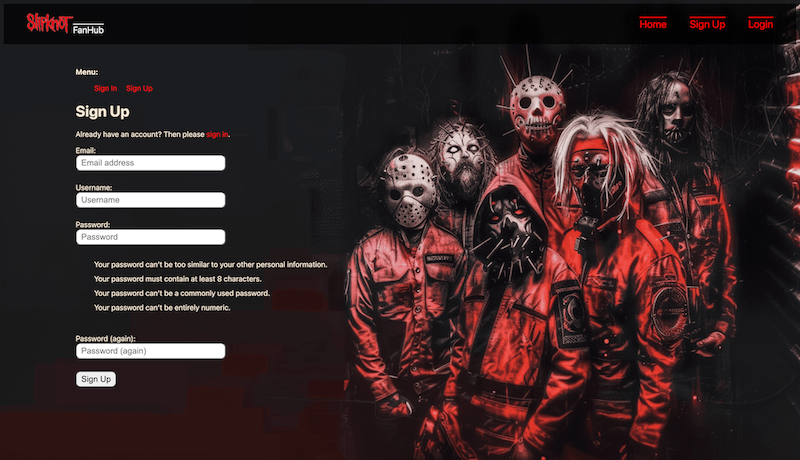 Slipknot FanHub
Home Sign Up Login
Menu:
Sign In Sign Up
Sign Up
Already have an account? Then please sign in.
Email:
Email address
Username:
Username
Password:
Password
Your password can't be too similar to your other personal information.
Your password must contain at least 8 characters.
Your password can't be a commonly used password.
Your password can't be entirely numeric.
Password (again):
Password (again)
Sign Up